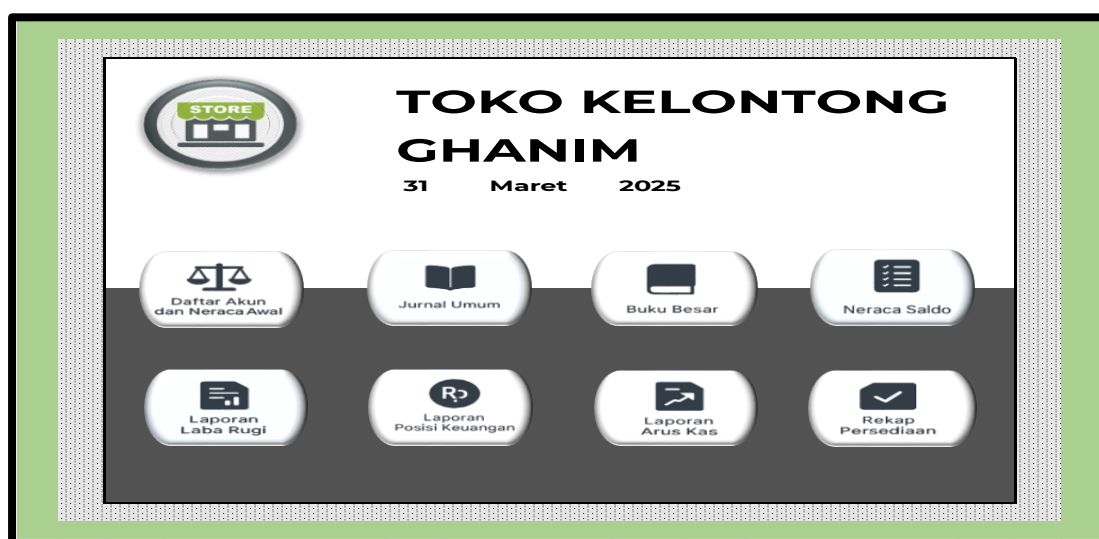 STORE
TOKO KELONTONG
GHANIM
31 Maret 2025
Daftar Akun
dan Neraca Awal
Jurnal Umum
Buku Besar
Neraca Saldo
Laporan
Laba Rugi
Rp
Laporan
Posisi Keuangan
Laporan
Arus Kas
Rekap
Persediaan